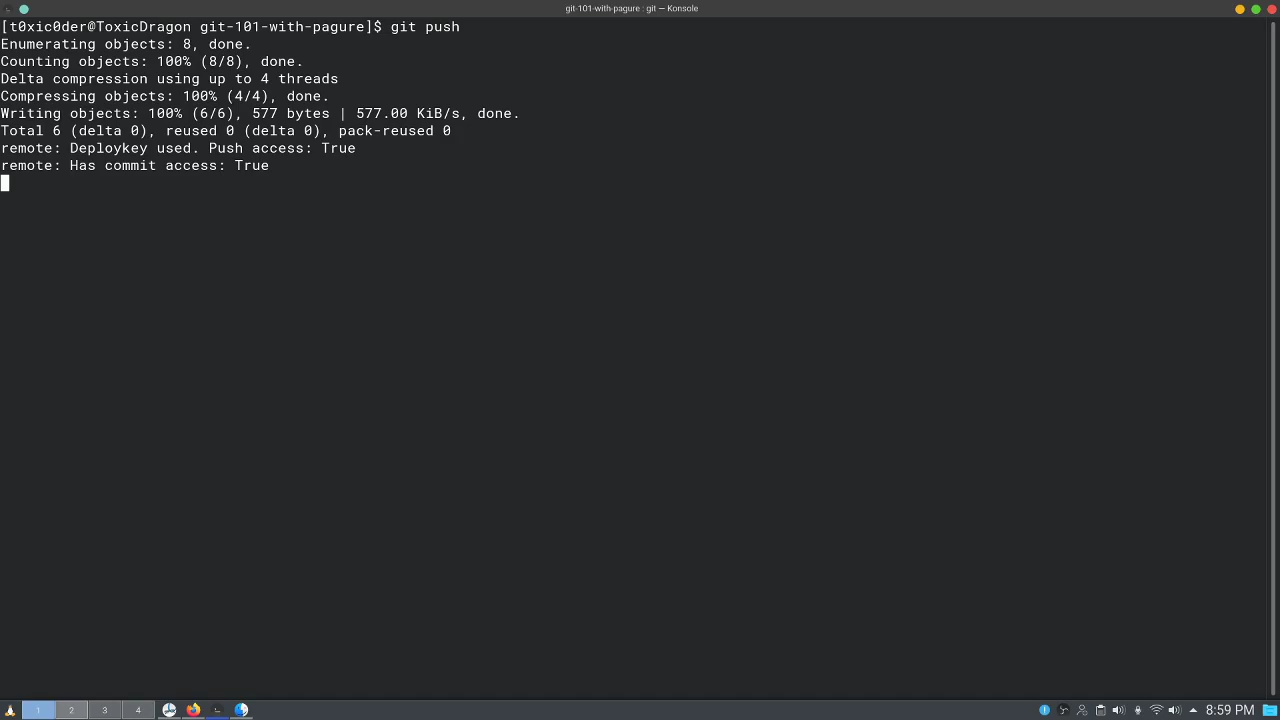 git-101-with-pagure : git — Konsole
[t0xic0der@ToxicDragon git-101-with-pagure]$ git push
Enumerating objects: 8, done.
Counting objects: 100% (8/8), done.
Delta compression using up to 4 threads
Compressing objects: 100% (4/4), done.
Writing objects: 100% (6/6), 577 bytes | 577.00 KiB/s, done.
Total 6 (delta 0), reused 0 (delta 0), pack-reused 0
remote: Deploykey used. Push access: True
remote: Has commit access: True
1 2 3 4 8:59 PM